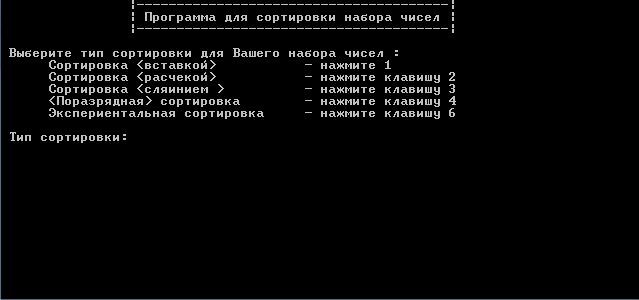 Программа для сортировки набора чисел
Выберите тип сортировки для Вашего набора чисел :
Сортировка <вставкой> - нажмите 1
Сортировка <расчекой> - нажмите клавишу 2
Сортировка <сляинием > - нажмите клавишу 3
<Поразрядная> сортировка - нажмите клавишу 4
Экспериентальная сортировка - нажмите клавишу 6
Тип сортировки: